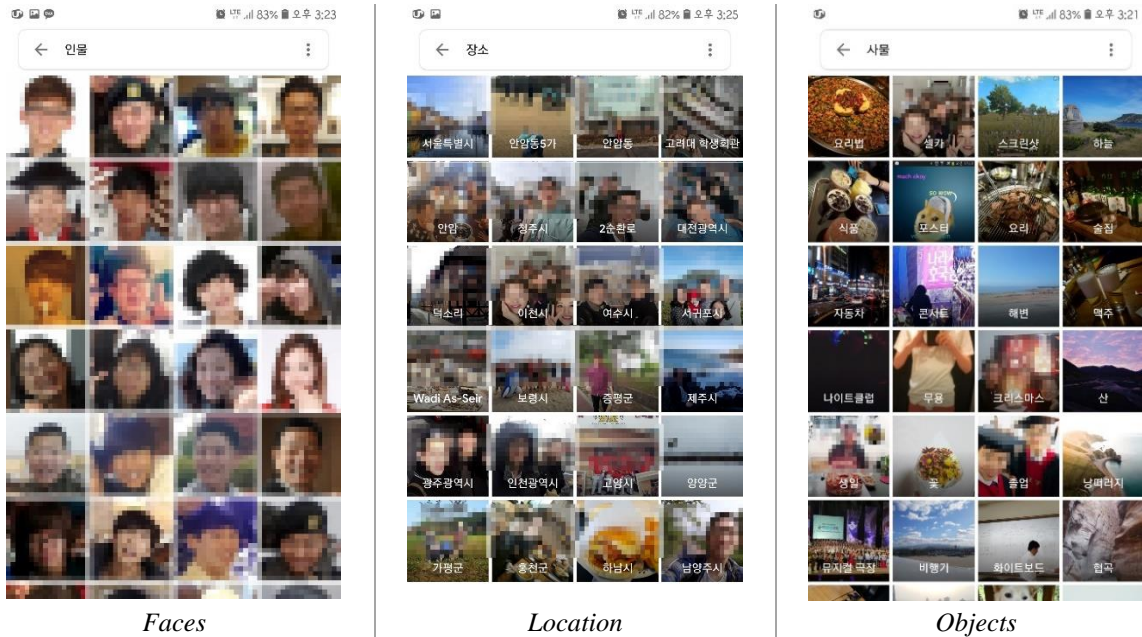 LTE 83% 오후 3:23
인물
Faces
LTE 82% 오후 3:25
장소
서울특별시 안암동5가 안암동 고려대 학생회관
안암 청주시 2순환로 대전광역시
덕소리 이천시 여수시 서귀포시
Wadi As-Seir 보령시 증평군 제주시
광주광역시 인천광역시 고양시 양양군
가평군 홍천군 하남시 남양주시
Location
LTE 83% 오후 3:21
사물
요리법 셀카 스크린샷 하늘
much okay
SO WOW
식품 포스터 요리 술집
자동차 콘서트 해변 맥주
나이트클럽 무용 크리스마스 산
생일 꽃 졸업 낭떠러지
뮤지컬 극장 비행기 화이트보드 협곡
Objects